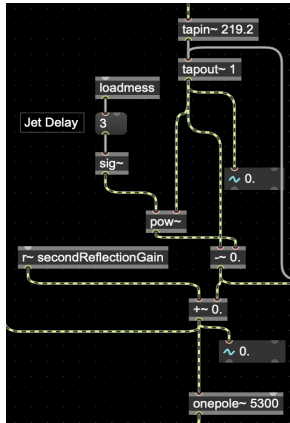 tapin~ 219.2
tapout~ 1
loadmess
Jet Delay
3
sig~
0.
pow~
r~ secondReflectionGain
-~ 0.
+~ 0.
0.
onepole~ 5300